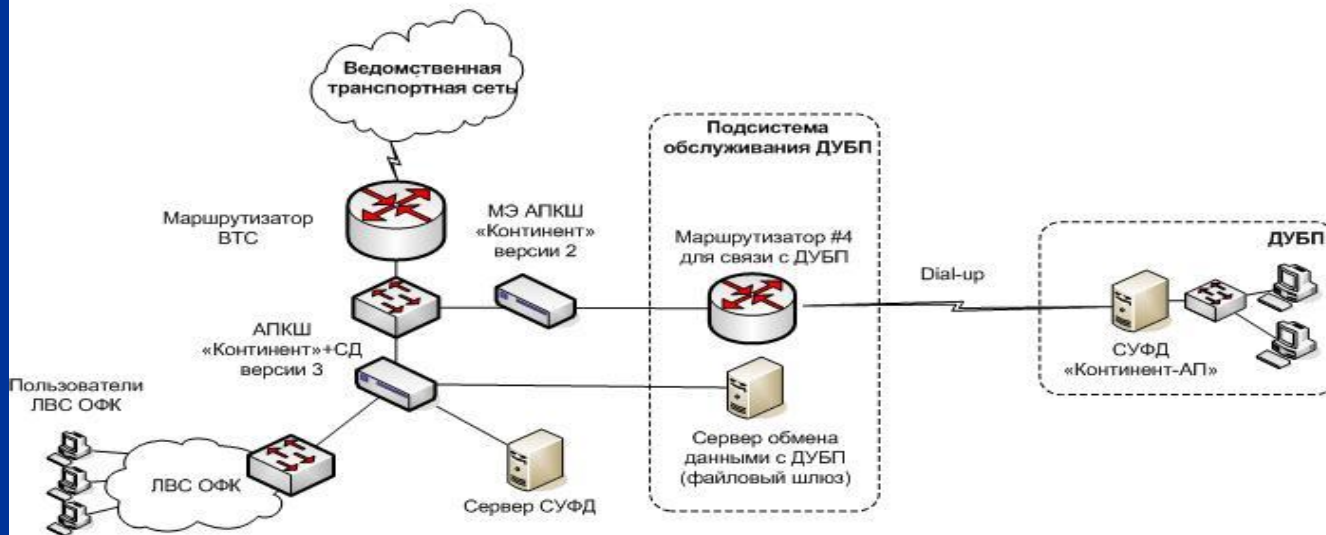 Ведомственная
транспортная сеть
Маршрутизатор
ВТС
МЭ АПКШ
«Континент»
версии 2
Подсистема
обслуживания ДУБП
Маршрутизатор #4
для связи с ДУБП
Dial-up
ДУБП
СУФД
«Континент-АП»
АПКШ
«Континент»+СД
версии 3
Пользователи
ЛВС ОФК
ЛВС ОФК
Сервер СУФД
Сервер обмена
данными с ДУБП
(файловый шлюз)